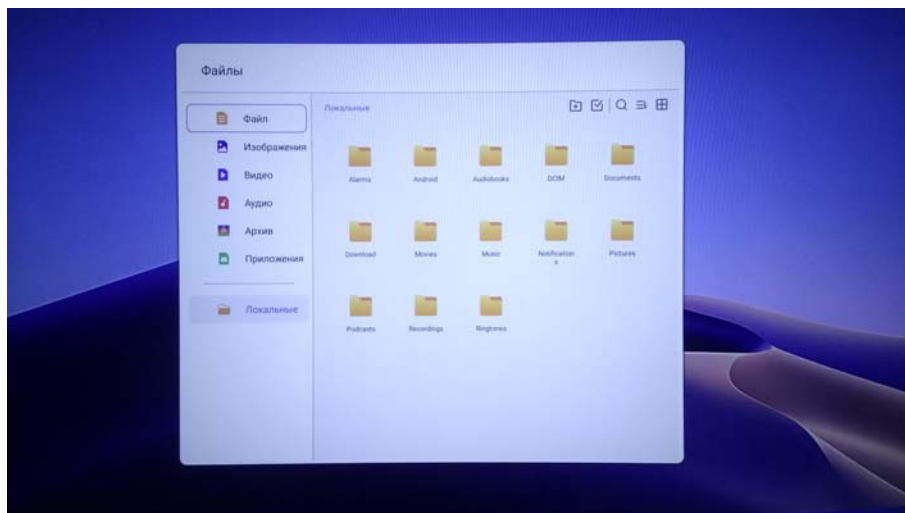 Файлы
Файл
Изображения
Видео
Аудио
Архив
Приложения
Локальные
Локальные
Alarms
Android
Audiobooks
DCIM
Documents
Download
Movies
Music
Notification
s
Pictures
Podcasts
Recordings
Ringtones